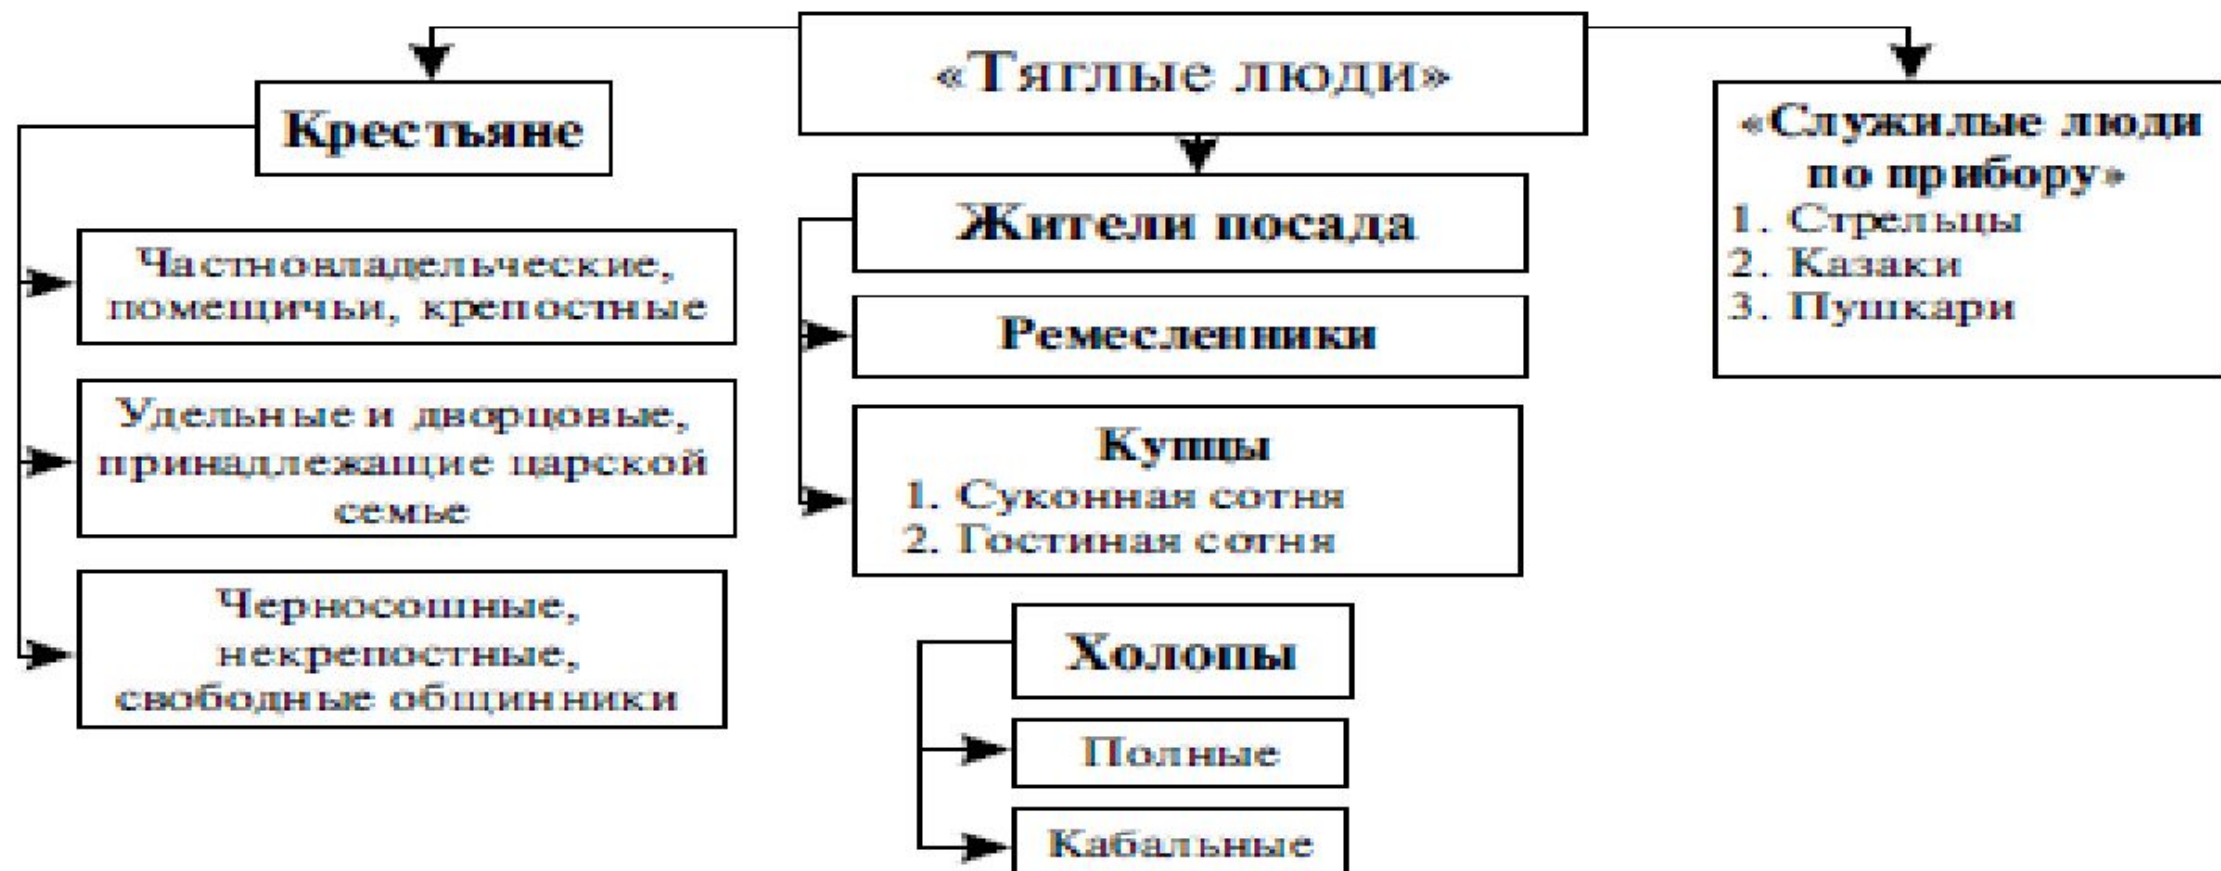 «Тяглые люди»
Крестьяне
Частновладельческие,
помещичьи, крепостные
Удельные и дворцовые,
принадлежащие царской
семье
Черносошные,
некрепостные,
свободные общинники
Жители посада
Ремесленники
Купцы
1. Суконная сотня
2. Гостиная сотня
Холопы
Полные
Кабальные
«Служилые люди
по прибору»
1. Стрельцы
2. Казаки
3. Пушкари